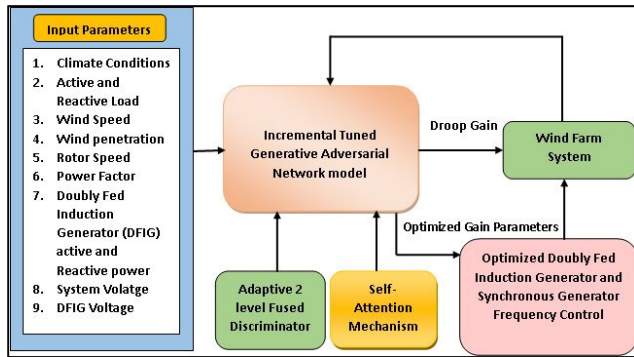 Input Parameters
1. Climate Conditions
2. Active and
Reactive Load
3. Wind Speed
4. Wind penetration
5. Rotor Speed
6. Power Factor
7. Doubly Fed
Induction
Generator (DFIG)
active and
Reactive power
8. System Volatge
9. DFIG Voltage
Incremental Tuned
Generative Adversarial
Network model
Droop Gain
Wind Farm
System
Optimized Gain Parameters
Adaptive 2
level Fused
Discriminator
Self-
Attention
Mechanism
Optimized Doubly Fed
Induction Generator and
Synchronous Generator
Frequency Control